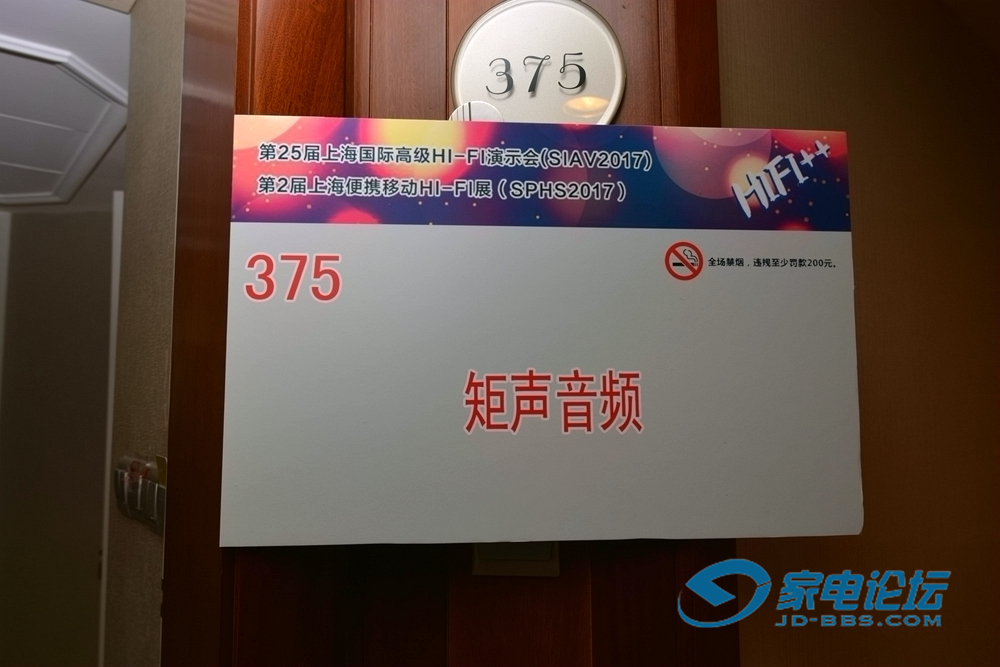 375
第25届上海国际高级HI-FI演示会(SIAV2017)
第2届上海便携移动HI-FI展（SPHS2017）
HiFi++
375
全场禁烟，违规至少罚款200元。
矩声音频
家电论坛
JD-BBS.COM